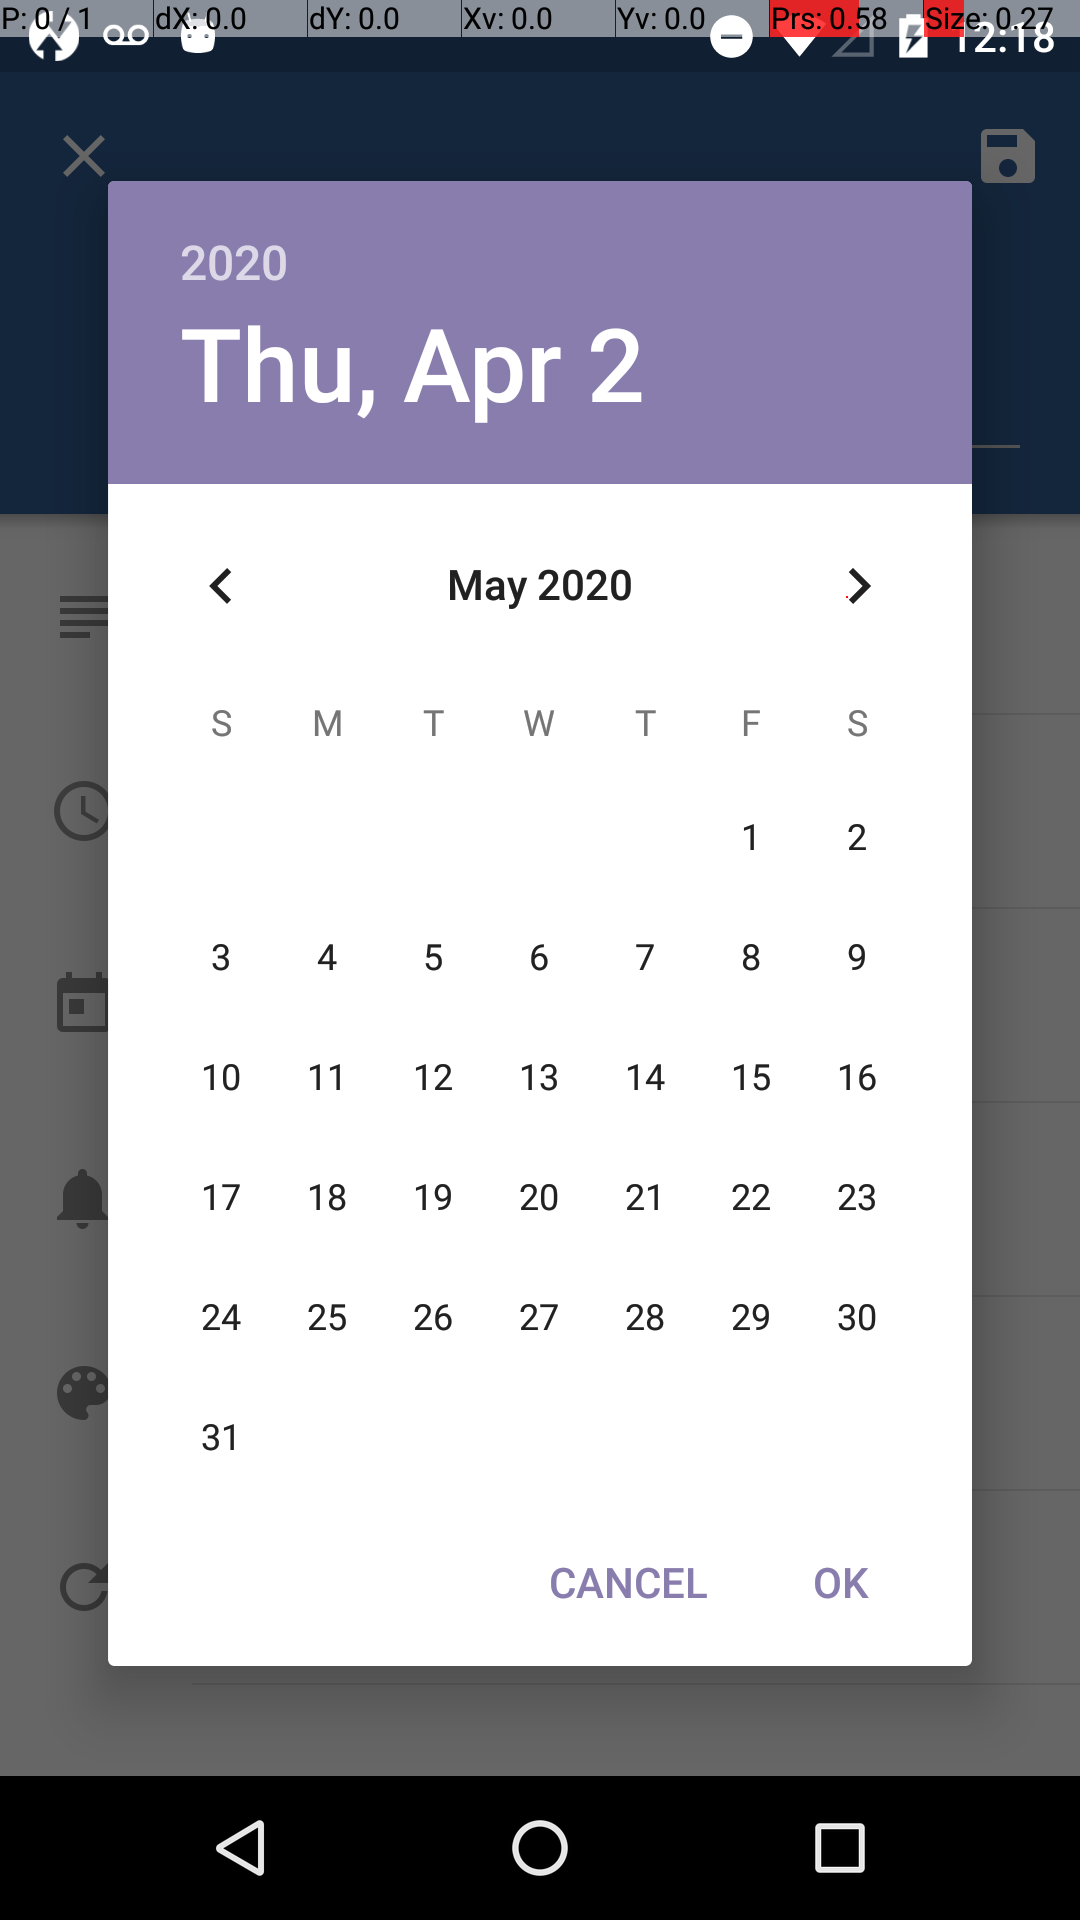 P: 0 / 1 dX: 0.0 dY: 0.0 Xv: 0.0 Yv: 0.0 Prs: 0.58 Size: 0.27
12:18
2020
Thu, Apr 2
May 2020
S M T W T F S
1 2
3 4 5 6 7 8 9
10 11 12 13 14 15 16
17 18 19 20 21 22 23
24 25 26 27 28 29 30
31
CANCEL OK